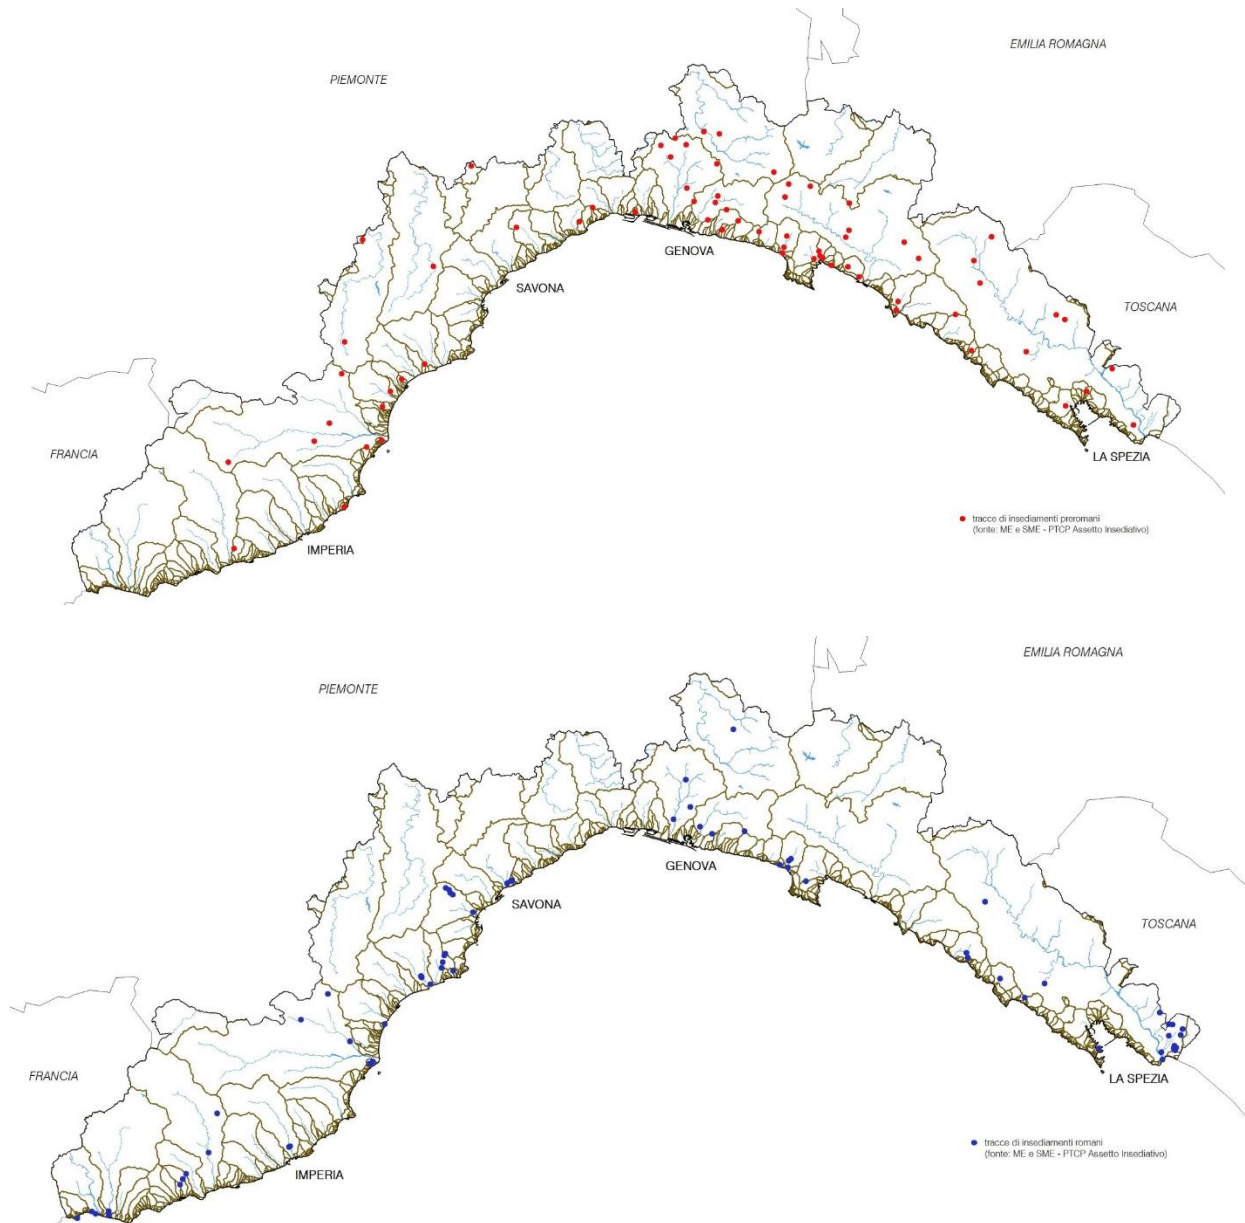 EMILIA ROMAGNA
PIEMONTE
GENOVA
SAVONA
TOSCANA
FRANCIA
LA SPEZIA
tracce di insediamenti preromani
(fonte: ME e SME - PTCP Assetto Insediativo)
IMPERIA
EMILIA ROMAGNA
PIEMONTE
GENOVA
SAVONA
TOSCANA
FRANCIA
LA SPEZIA
tracce di insediamenti romani
(fonte: ME e SME - PTCP Assetto Insediativo)
IMPERIA